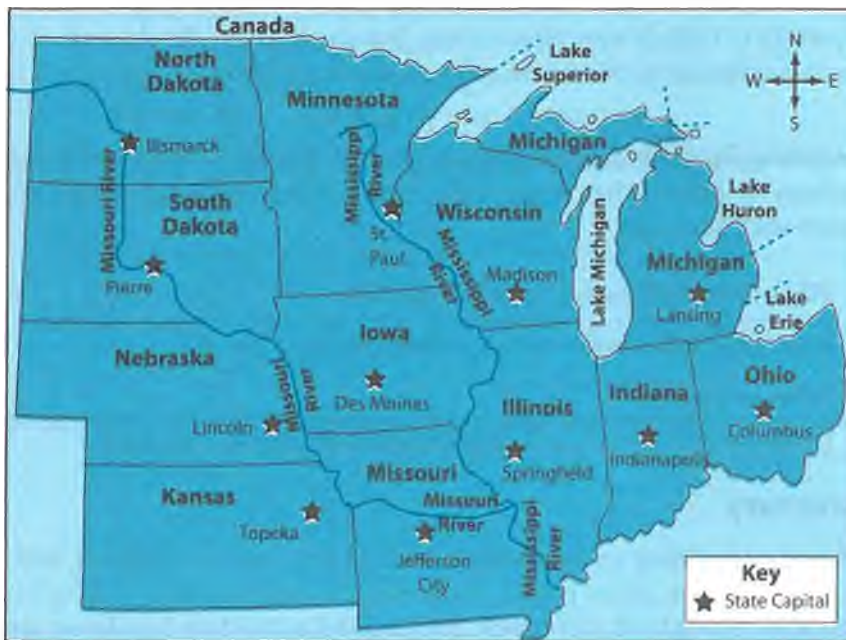 Canada
North
Dakota
Lake
Superior
N
W
E
S
Minnesota
Michigan
Bismarck
Missouri River
Mississippi
River
South
Dakota
Wisconsin
Lake
Huron
St.
Paul
Mississippi
River
Lake Michigan
Michigan
Pierre
Madison
Lansing
Lake
Erie
Nebraska
Iowa
Missouri
River
Ohio
Indiana
Des Moines
Illinois
Lincoln
Columbus
Indianapolis
Springfield
Missouri
Kansas
Missouri
River
Mississippi
River
Topeka
Jefferson
City
Key
State Capital